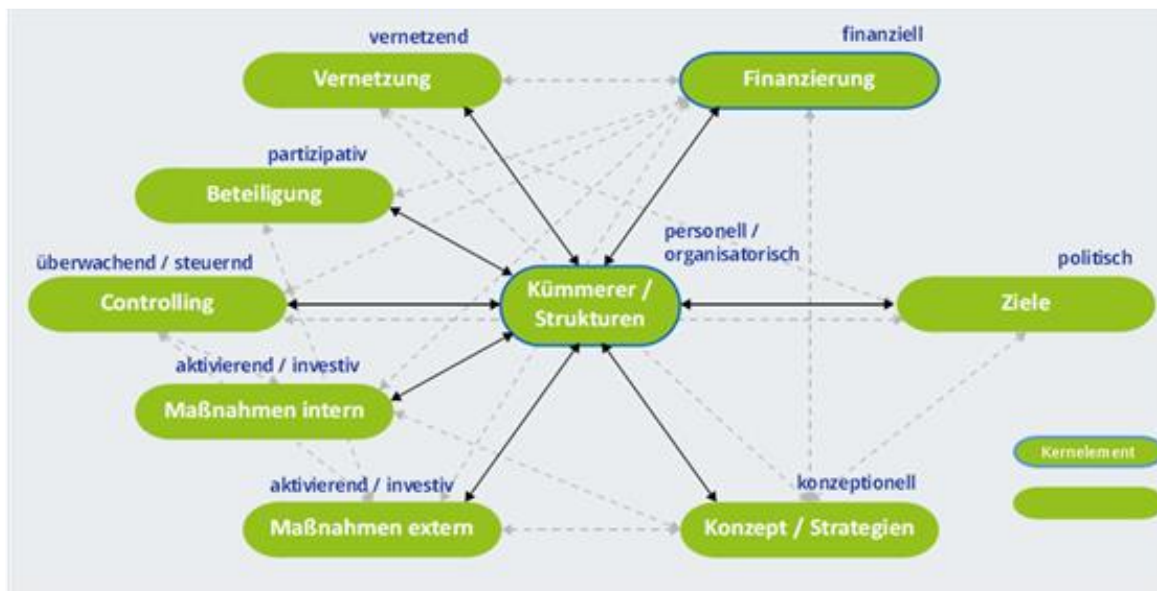 vernetzend
Vernetzung
finanziell
Finanzierung
partizipativ
Beteiligung
personell /
organisatorisch
überwachend / steuernd
Controlling
Kümmerer /
Strukturen
politisch
Ziele
aktivierend / investiv
Maßnahmen intern
Kernelement
aktivierend / investiv
Maßnahmen extern
konzeptionell
Konzept / Strategien